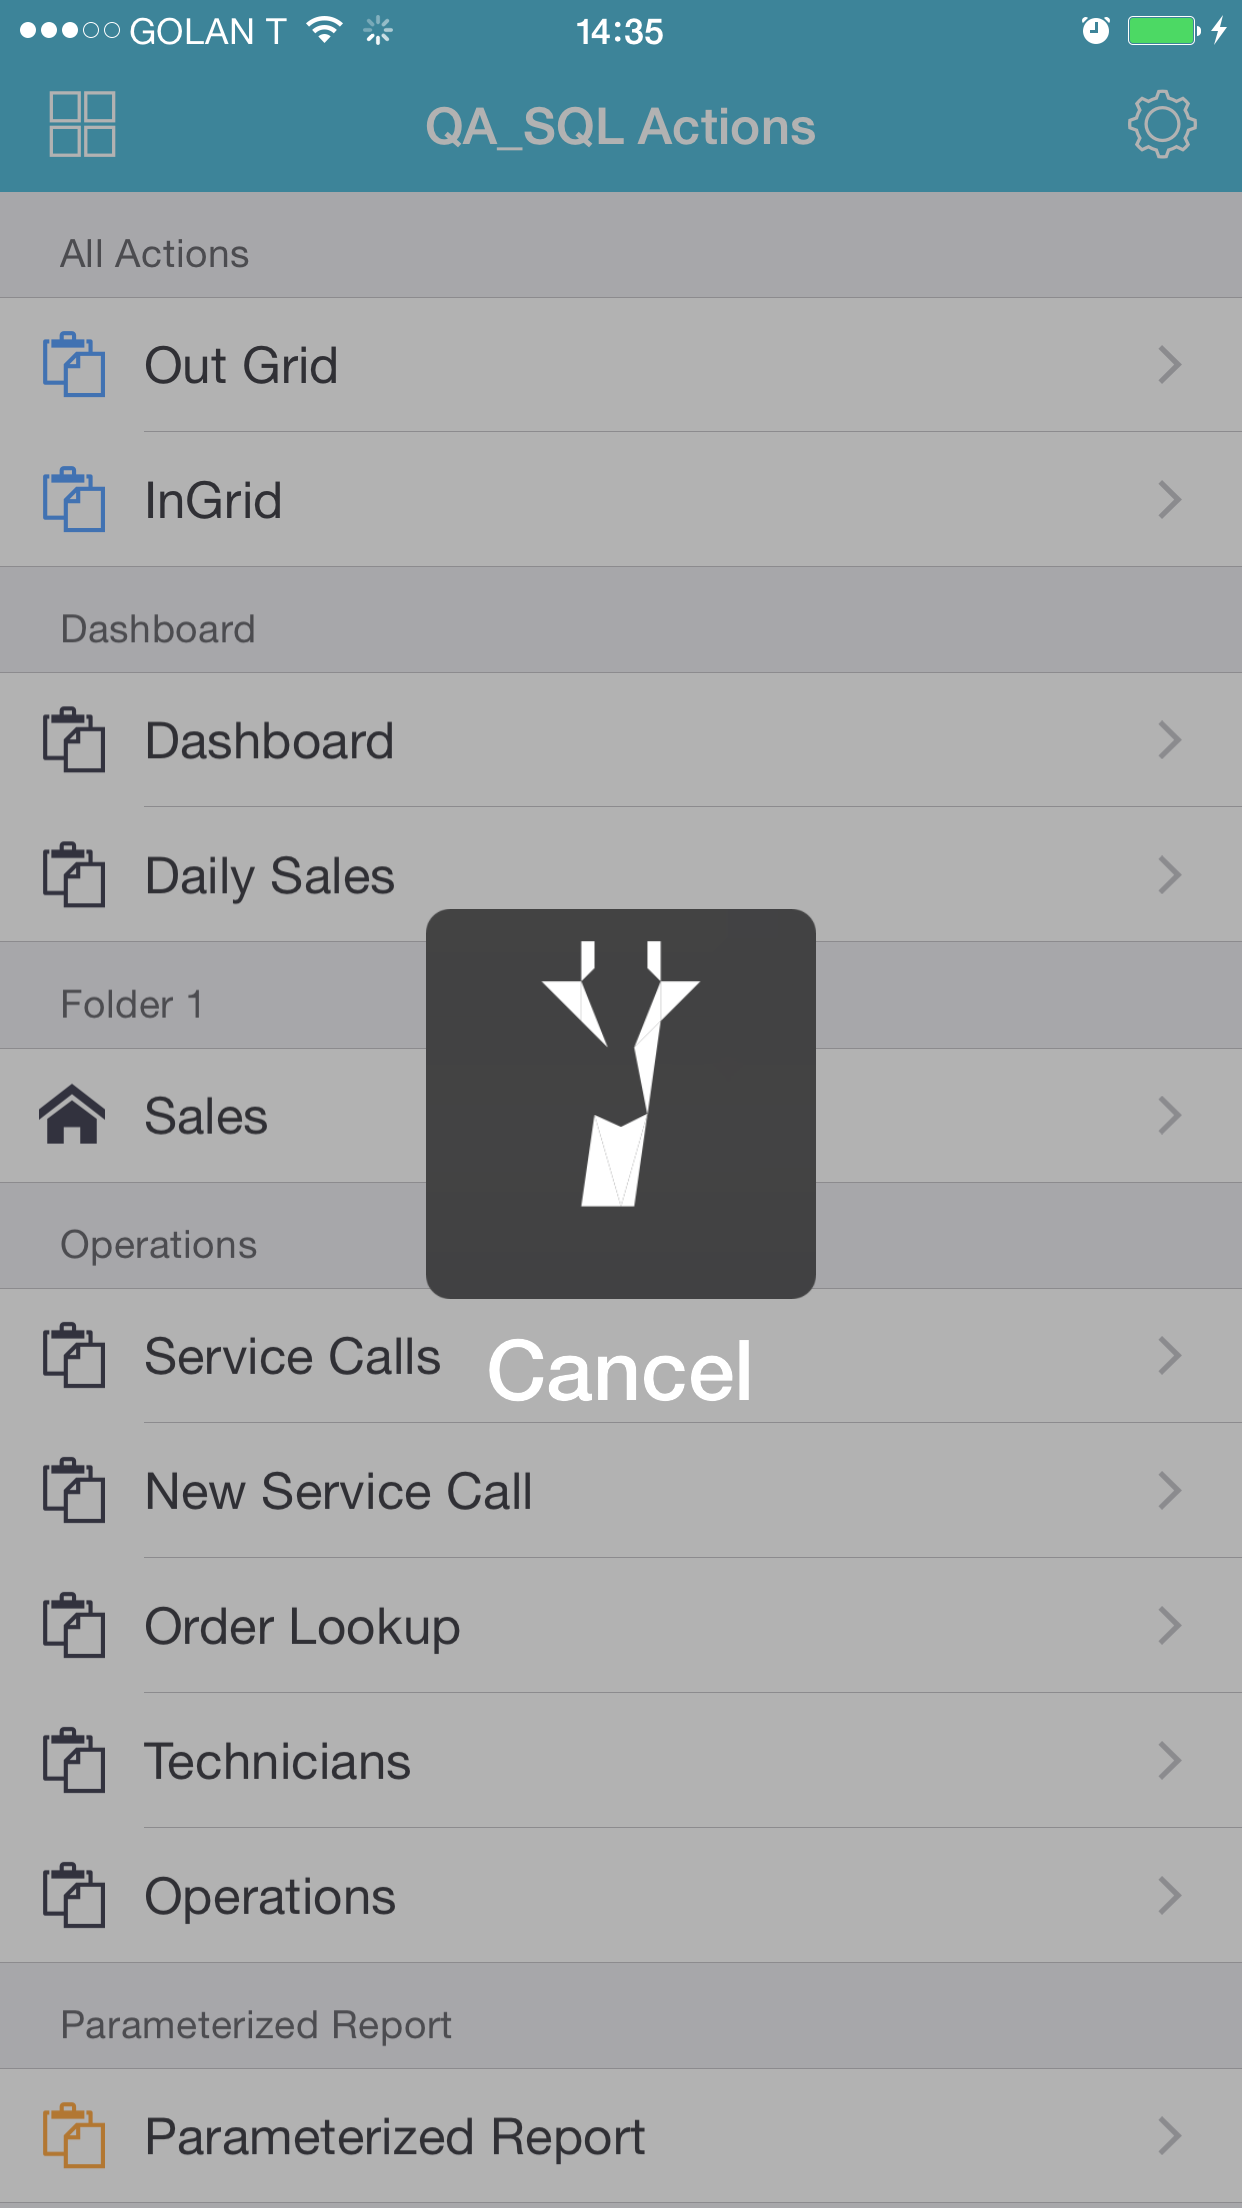 GOLAN T
14:35
QA_SQL Actions
All Actions
Out Grid
InGrid
Dashboard
Dashboard
Daily Sales
Folder 1
Sales
Operations
Service Calls
Cancel
New Service Call
Order Lookup
Technicians
Operations
Parameterized Report
Parameterized Report